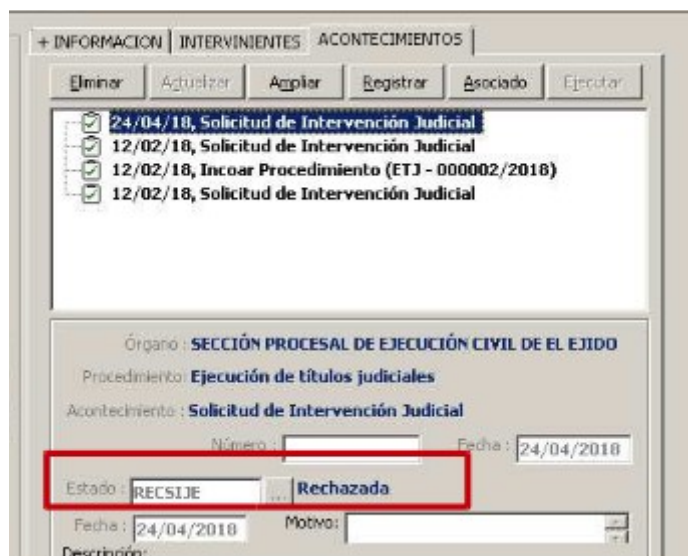 + INFORMACION INTERVINIENTES ACONTECIMIENTOS
Eliminar Actualizar Ampliar Registrar Asociado Ejecutar
24/04/18, Solicitud de Intervención Judicial
12/02/18, Solicitud de Intervención Judicial
12/02/18, Incoar Procedimiento (ETJ - 000002/2018)
12/02/18, Solicitud de Intervención Judicial
Órgano : SECCIÓN PROCESAL DE EJECUCIÓN CIVIL DE EL EJIDO
Procedimiento: Ejecución de títulos judiciales
Acontecimiento : Solicitud de Intervención Judicial
Número : Fecha : 24/04/2018
Estado : RECSIJE ... Rechazada
Fecha : 24/04/2018 Motivo:
Descripción: